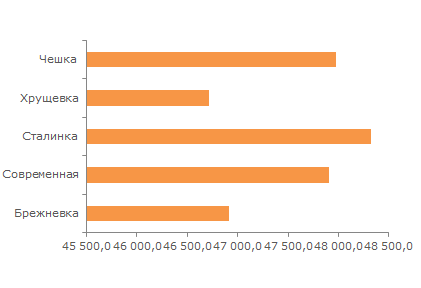 Чешка
Хрущевка
Сталинка
Современная
Брежневка
45 500,0 46 000,0 46 500,0 47 000,0 47 500,0 48 000,0 48 500,0